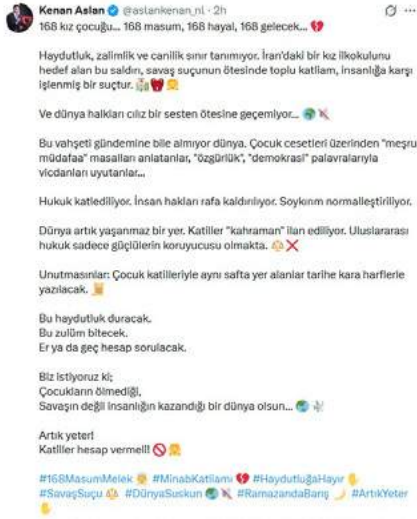 Kenan Aslan @aslankenan_nl · 2h
168 kız çocuğu... 168 masum, 168 hayal, 168 gelecek... 💔
Haydutluk, zalimlik ve canilik sınır tanımıyor. İran'daki bir kız ilkokulunu
hedef alan bu saldırı, savaş suçunun ötesinde toplu katliam, insanlığa karşı
işlenmiş bir suçtur.
Ve dünya halkları cılız bir sesten ötesine geçemiyor...
Bu vahşeti gündemine bile almıyor dünya. Çocuk cesetleri üzerinden "meşru
müdafaa" masalları anlatanlar, "özgürlük", "demokrasi" palavralarıyla
vicdanları uyutanlar...
Hukuk katlediliyor. İnsan hakları rafa kaldırılıyor. Soykırım normalleştiriliyor.
Dünya artık yaşanmaz bir yer. Katiller "kahraman" ilan ediliyor. Uluslararası
hukuk sadece güçlülerin koruyucusu olmakta. ⚖️❌
Unutmasınlar: Çocuk katilleriyle aynı safta yer alanlar tarihe kara harflerle
yazılacak.
Bu haydutluk duracak.
Bu zulüm bitecek.
Er ya da geç hesap sorulacak.
Biz istiyoruz ki;
Çocukların ölmediği,
Savaşın değil insanlığın kazandığı bir dünya olsun...
Artık yeter!
Katiller hesap vermeli!
#168MasumMelek #MinabKatliamı #HaydutluğaHayır
#SavaşSuçu #DünyaSuskun #RamazandaBarış #ArtıkYeter